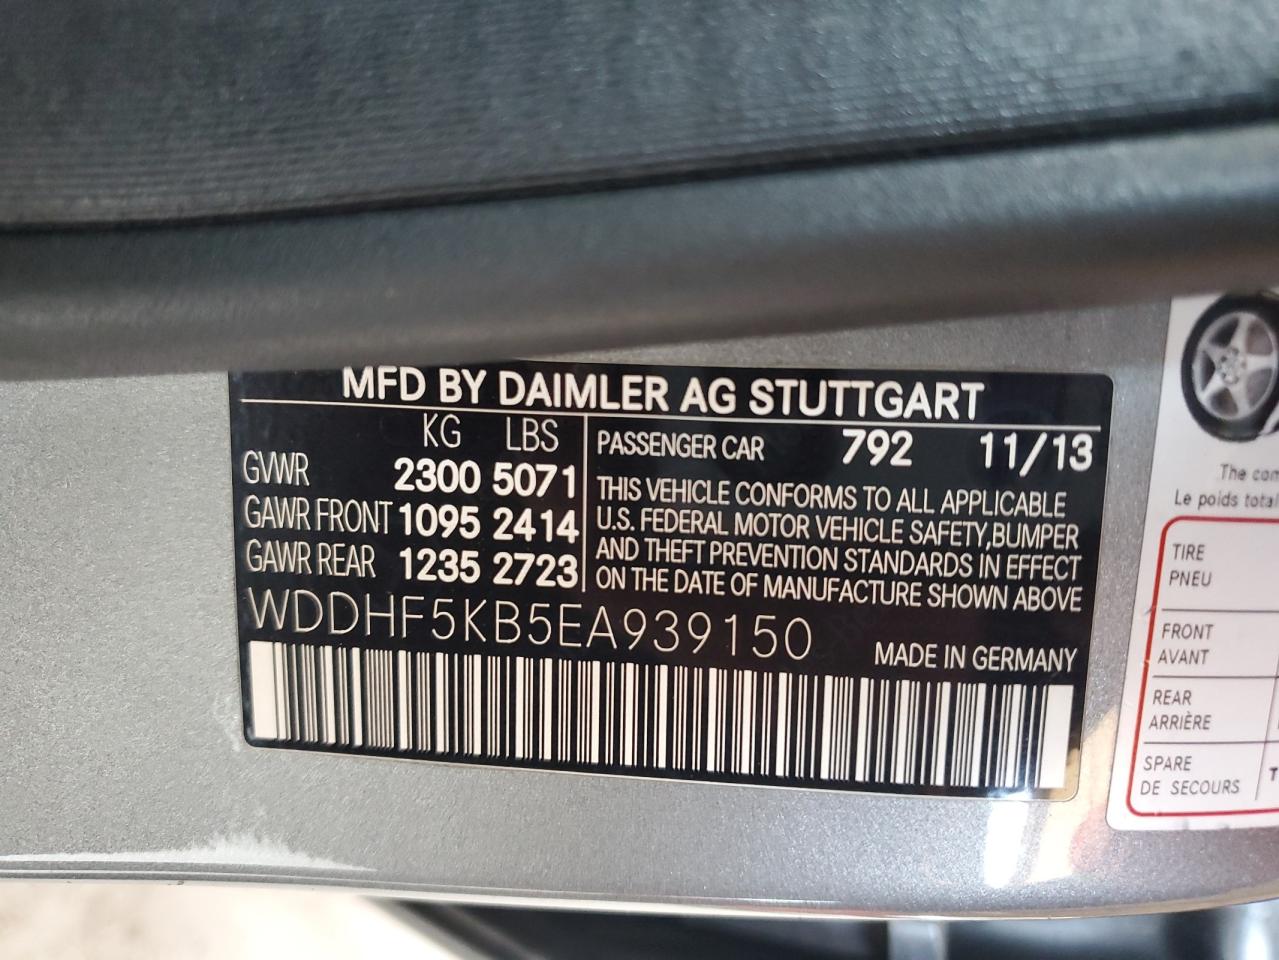 MFD BY DAIMLER AG STUTTGART
KG LBS
GVWR 2300 5071
GAWR FRONT 1095 2414
GAWR REAR 1235 2723
PASSENGER CAR 792 11/13
THIS VEHICLE CONFORMS TO ALL APPLICABLE
U.S. FEDERAL MOTOR VEHICLE SAFETY,BUMPER
AND THEFT PREVENTION STANDARDS IN EFFECT
ON THE DATE OF MANUFACTURE SHOWN ABOVE
WDDHF5KB5EA939150
MADE IN GERMANY
The com
Le poids total
TIRE
PNEU
FRONT
AVANT
REAR
ARRIÈRE
SPARE
DE SECOURS
T